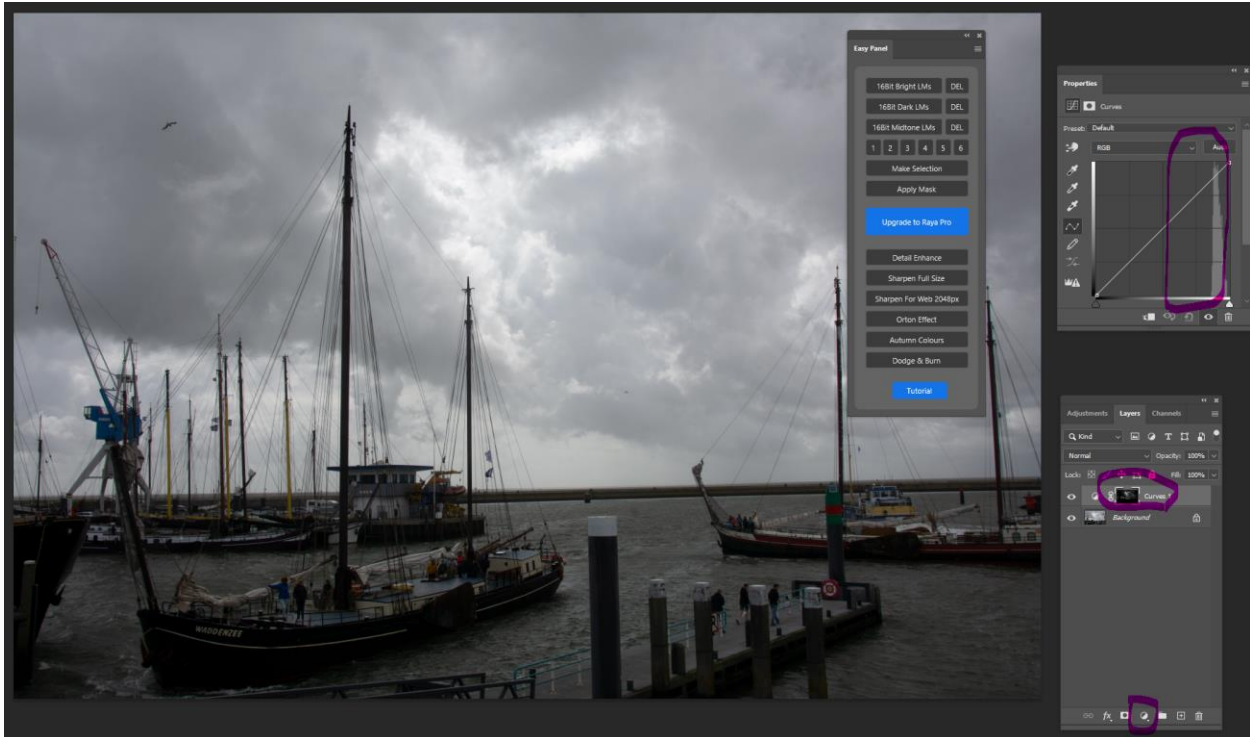 Easy Panel
16Bit Bright LMs DEL
16Bit Dark LMs DEL
16Bit Midtone LMs DEL
1 2 3 4 5 6
Make Selection
Apply Mask
Upgrade to Raya Pro
Detail Enhance
Sharpen Full Size
Sharpen For Web 2048px
Orton Effect
Autumn Colours
Dodge & Burn
Tutorial
WADDENZEE
Properties
Curves
Preset: Default
RGB
Adjustments Layers Channels
Kind
Normal Opacity: 100%
Lock: Fill: 100%
Curves 1
Background
fx